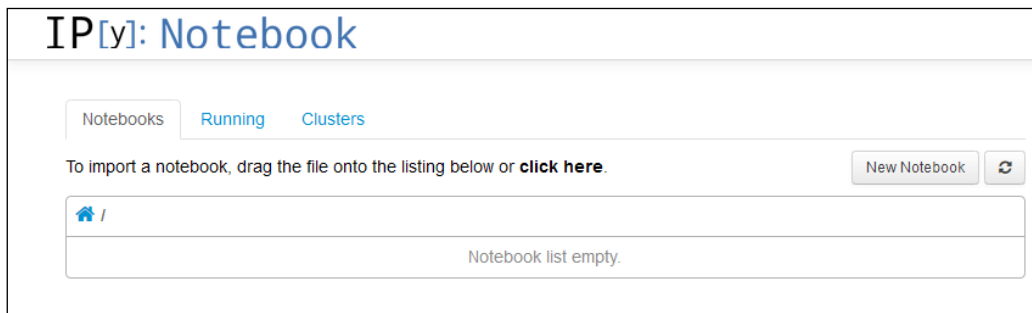 IP[y]: Notebook
Notebooks Running Clusters
To import a notebook, drag the file onto the listing below or click here. New Notebook
/
Notebook list empty.